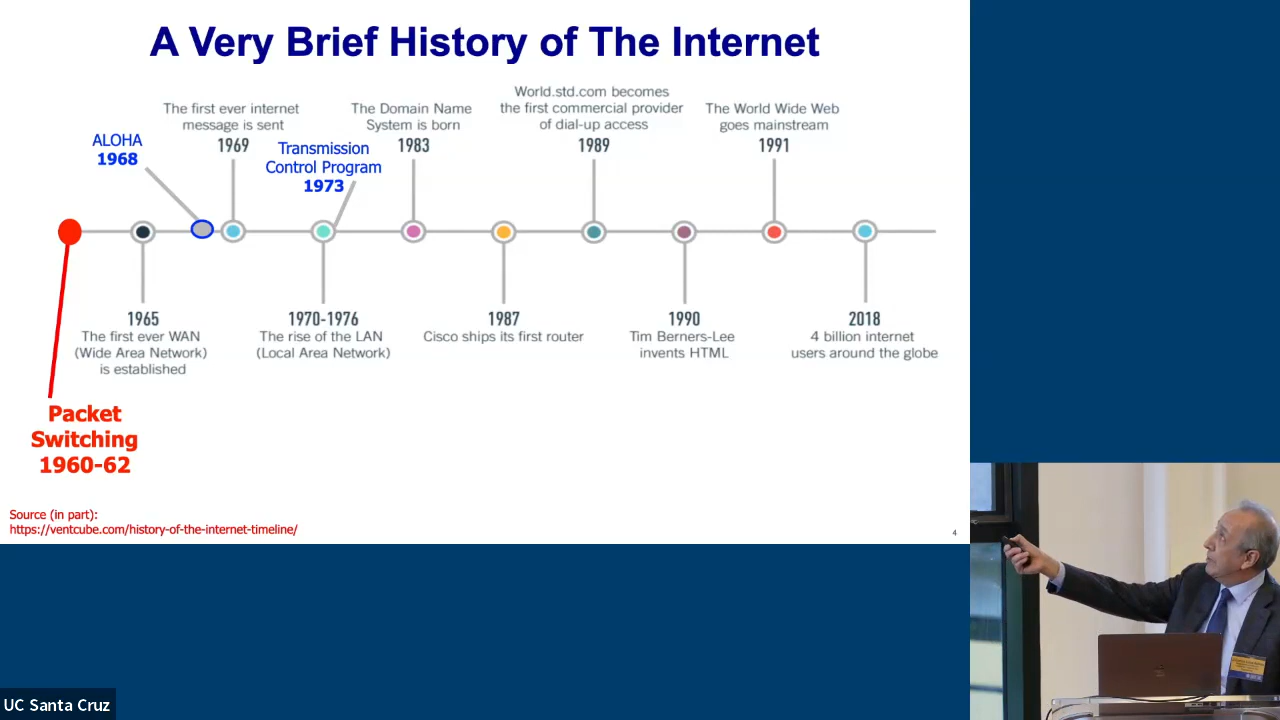 A Very Brief History of The Internet
ALOHA
1968
The first ever internet
message is sent
1969
Transmission
Control Program
1973
The Domain Name
System is born
1983
World.std.com becomes
the first commercial provider
of dial-up access
1989
The World Wide Web
goes mainstream
1991
1965
The first ever WAN
(Wide Area Network)
is established
1970-1976
The rise of the LAN
(Local Area Network)
1987
Cisco ships its first router
1990
Tim Berners-Lee
invents HTML
2018
4 billion internet
users around the globe
Packet
Switching
1960-62
Source (in part):
https://ventcube.com/history-of-the-internet-timeline/
4
UC Santa Cruz